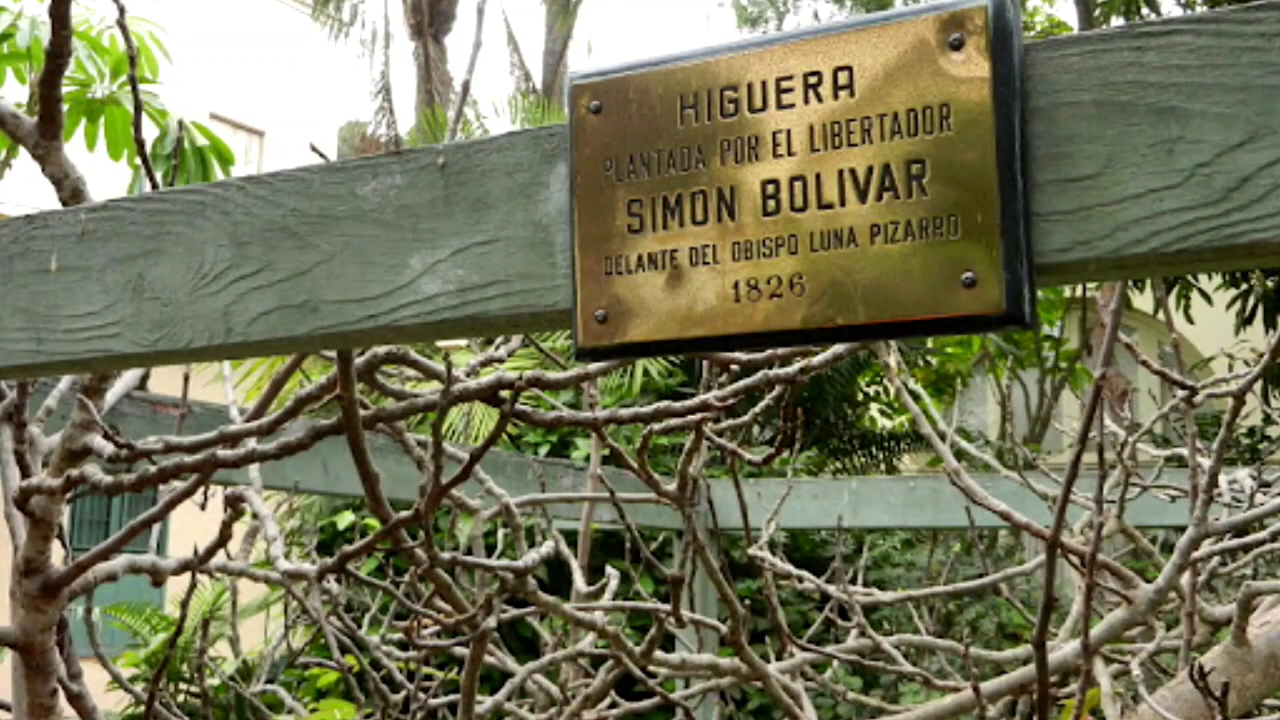 HIGUERA
PLANTADA POR EL LIBERTADOR
SIMON BOLIVAR
DELANTE DEL OBISPO LUNA PIZARRO
1826